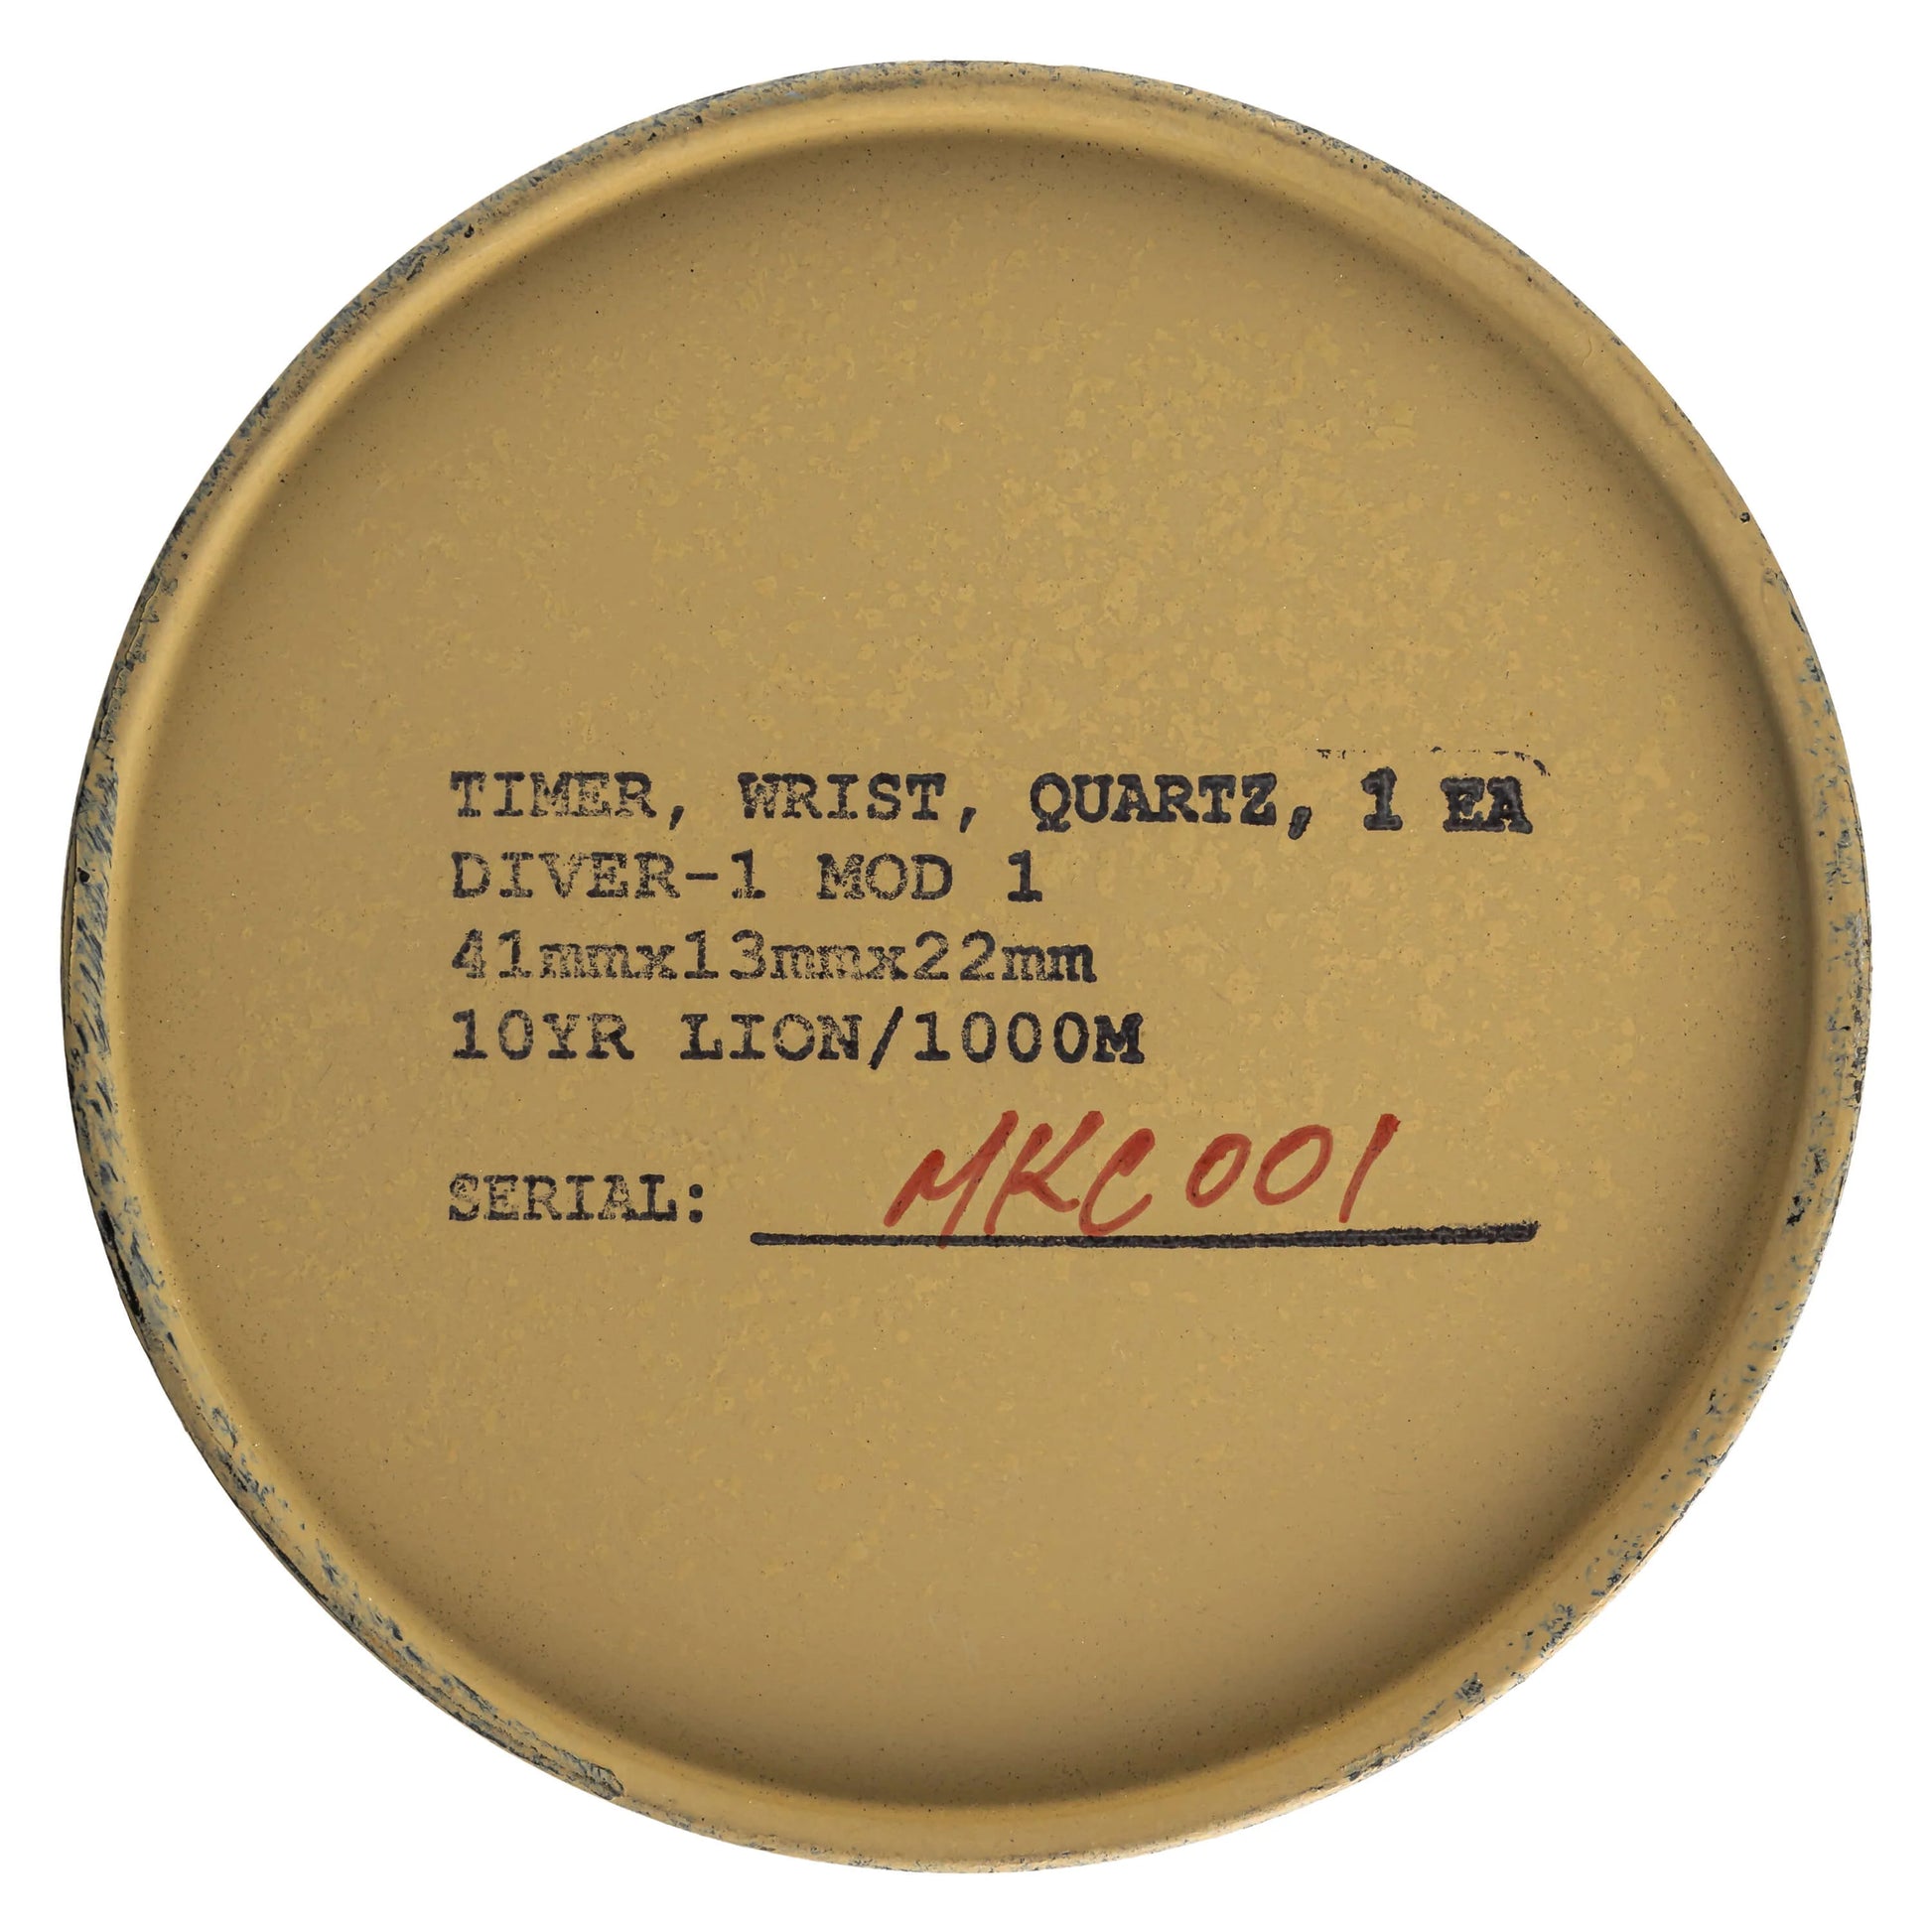 TIMER, WRIST, QUARTZ, 1 EA
DIVER-1 MOD 1
41mmx13mmx22mm
10YR LION/1000M
SERIAL: MKC001